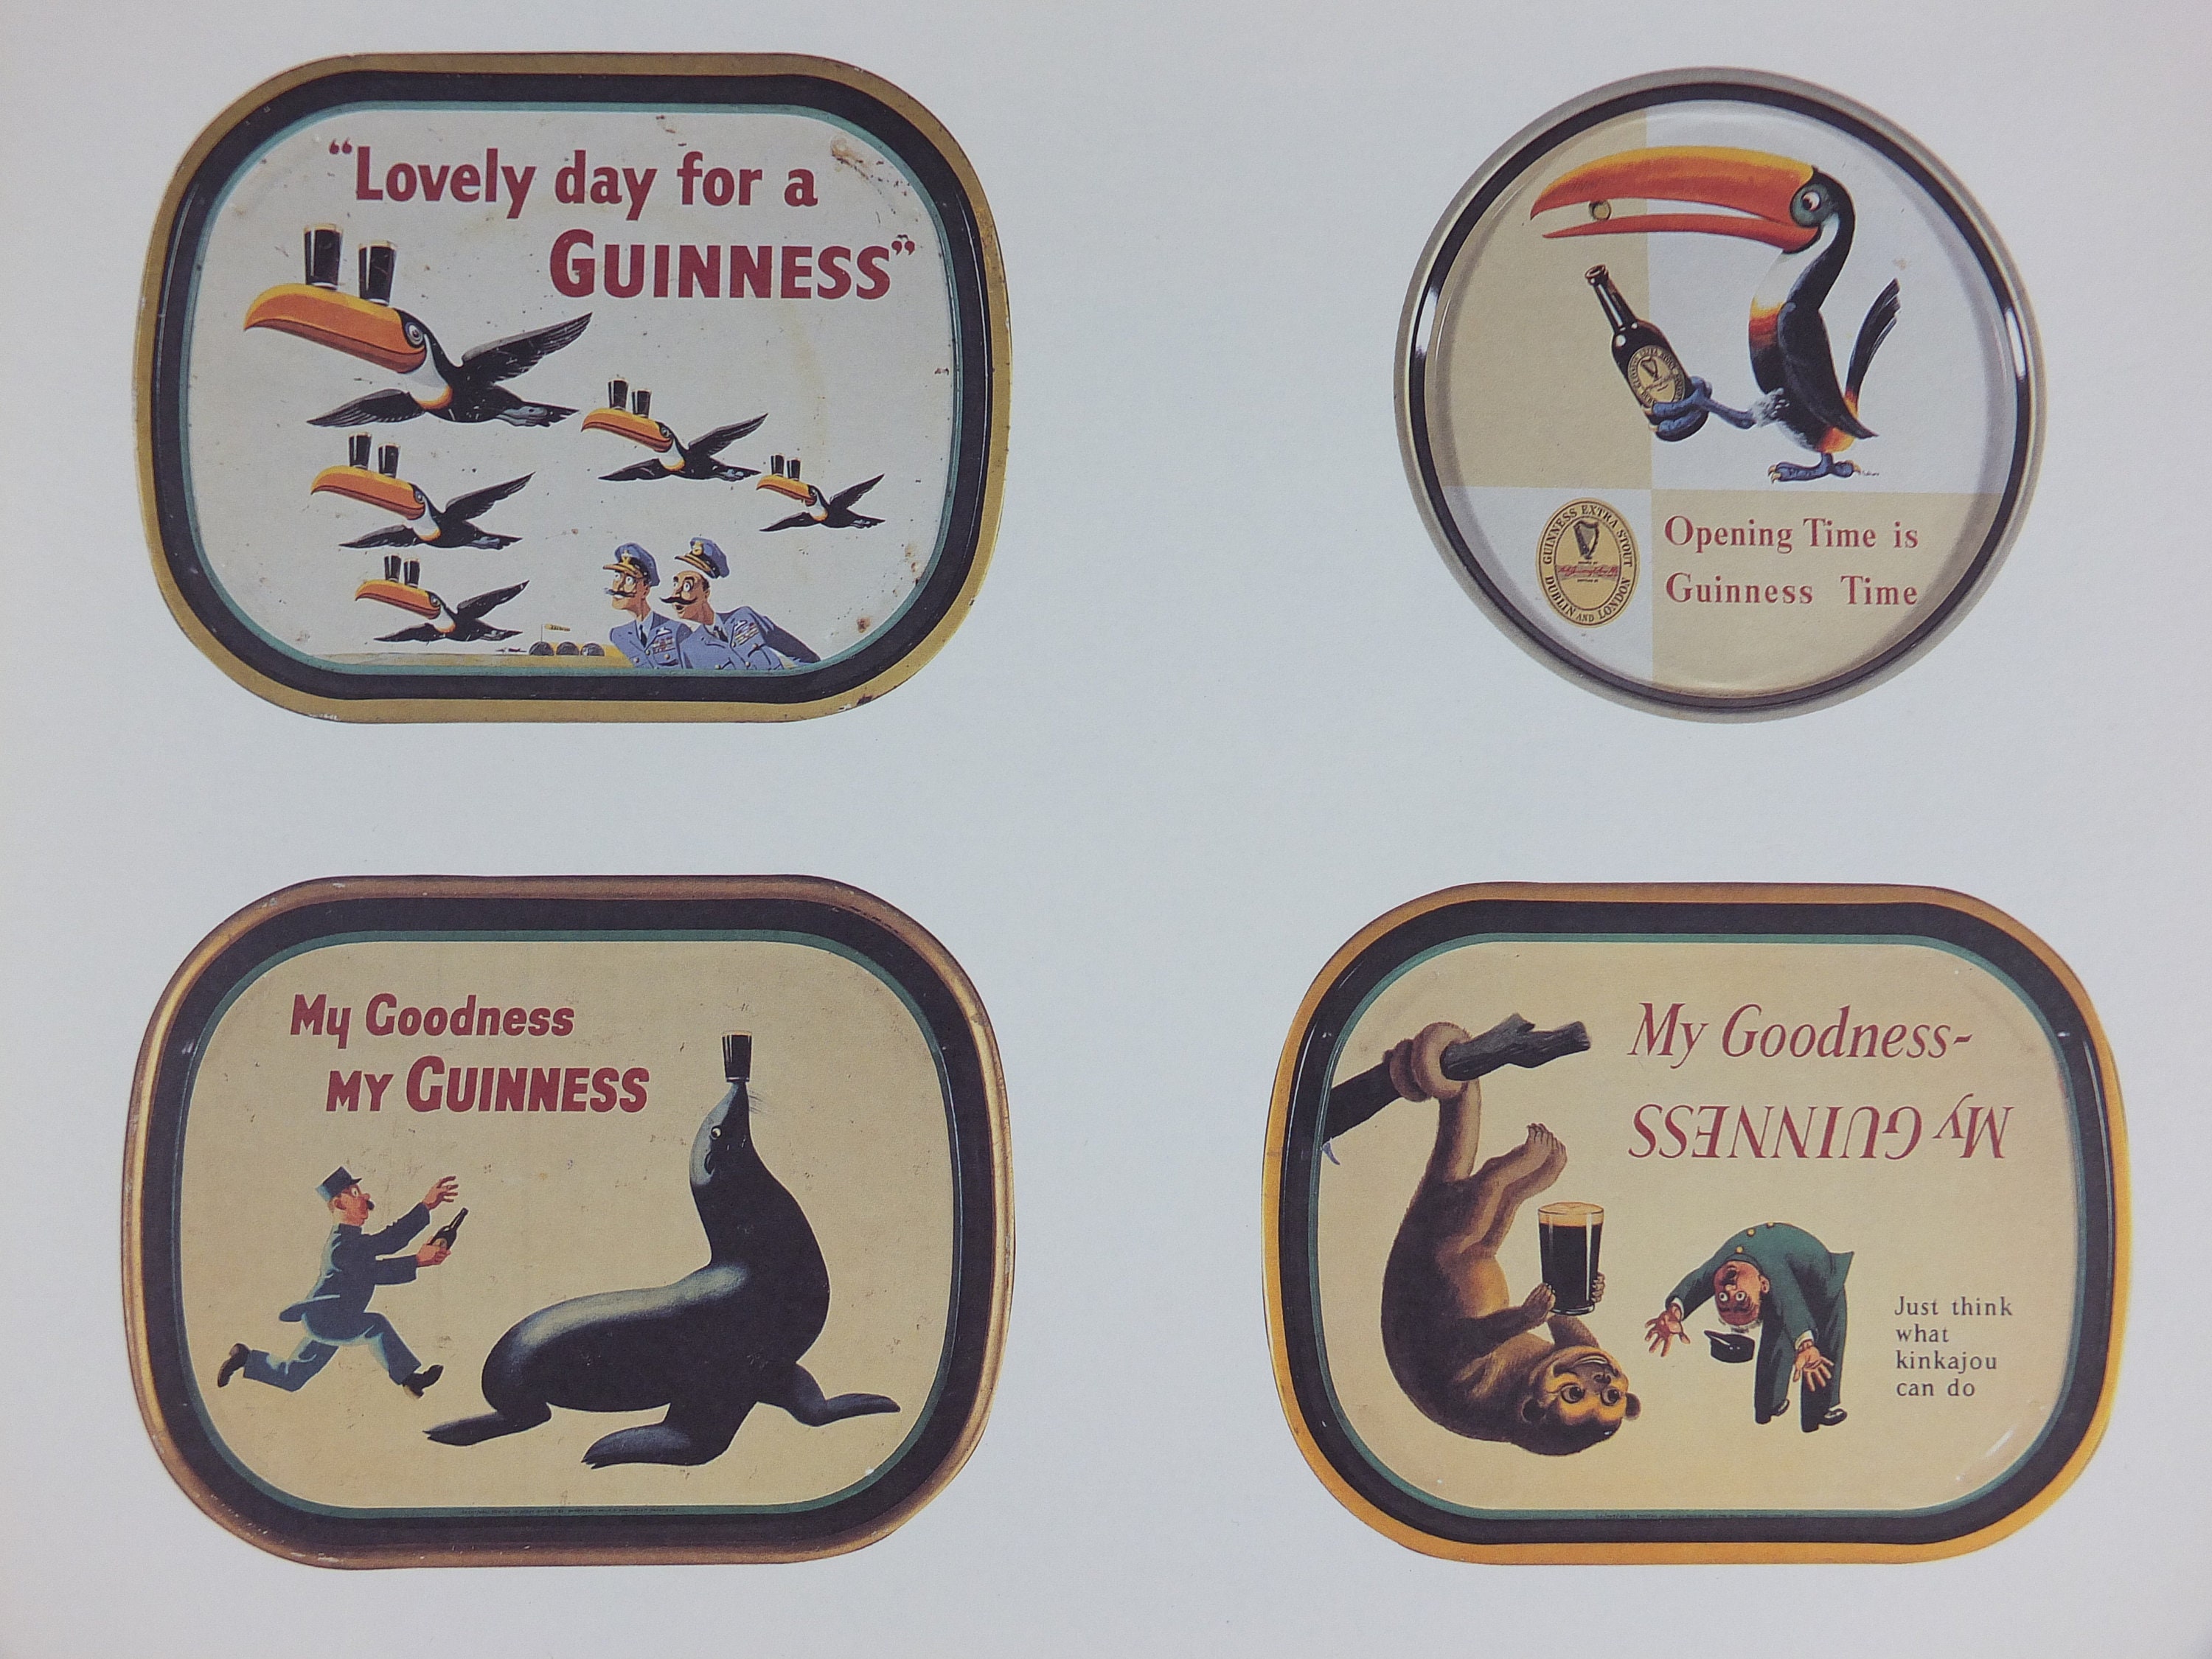 “Lovely day for a
GUINNESS”
Opening Time is
Guinness Time
GUINNESS EXTRA STOUT
DUBLIN AND LONDON
My Goodness
MY GUINNESS
My Goodness-
My GUINNESS
Just think
what
kinkajou
can do